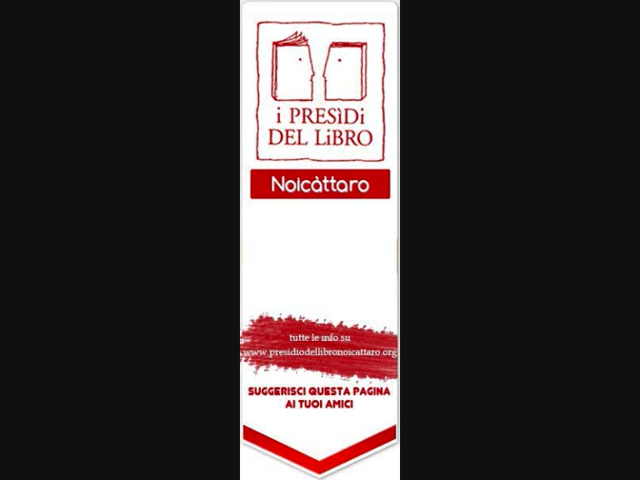 i PRESìDi
DEL LiBRO
Noicàttaro
tutte le info su
www.presidiodellibronoicattaro.org
SUGGERISCI QUESTA PAGINA
AI TUOI AMICI